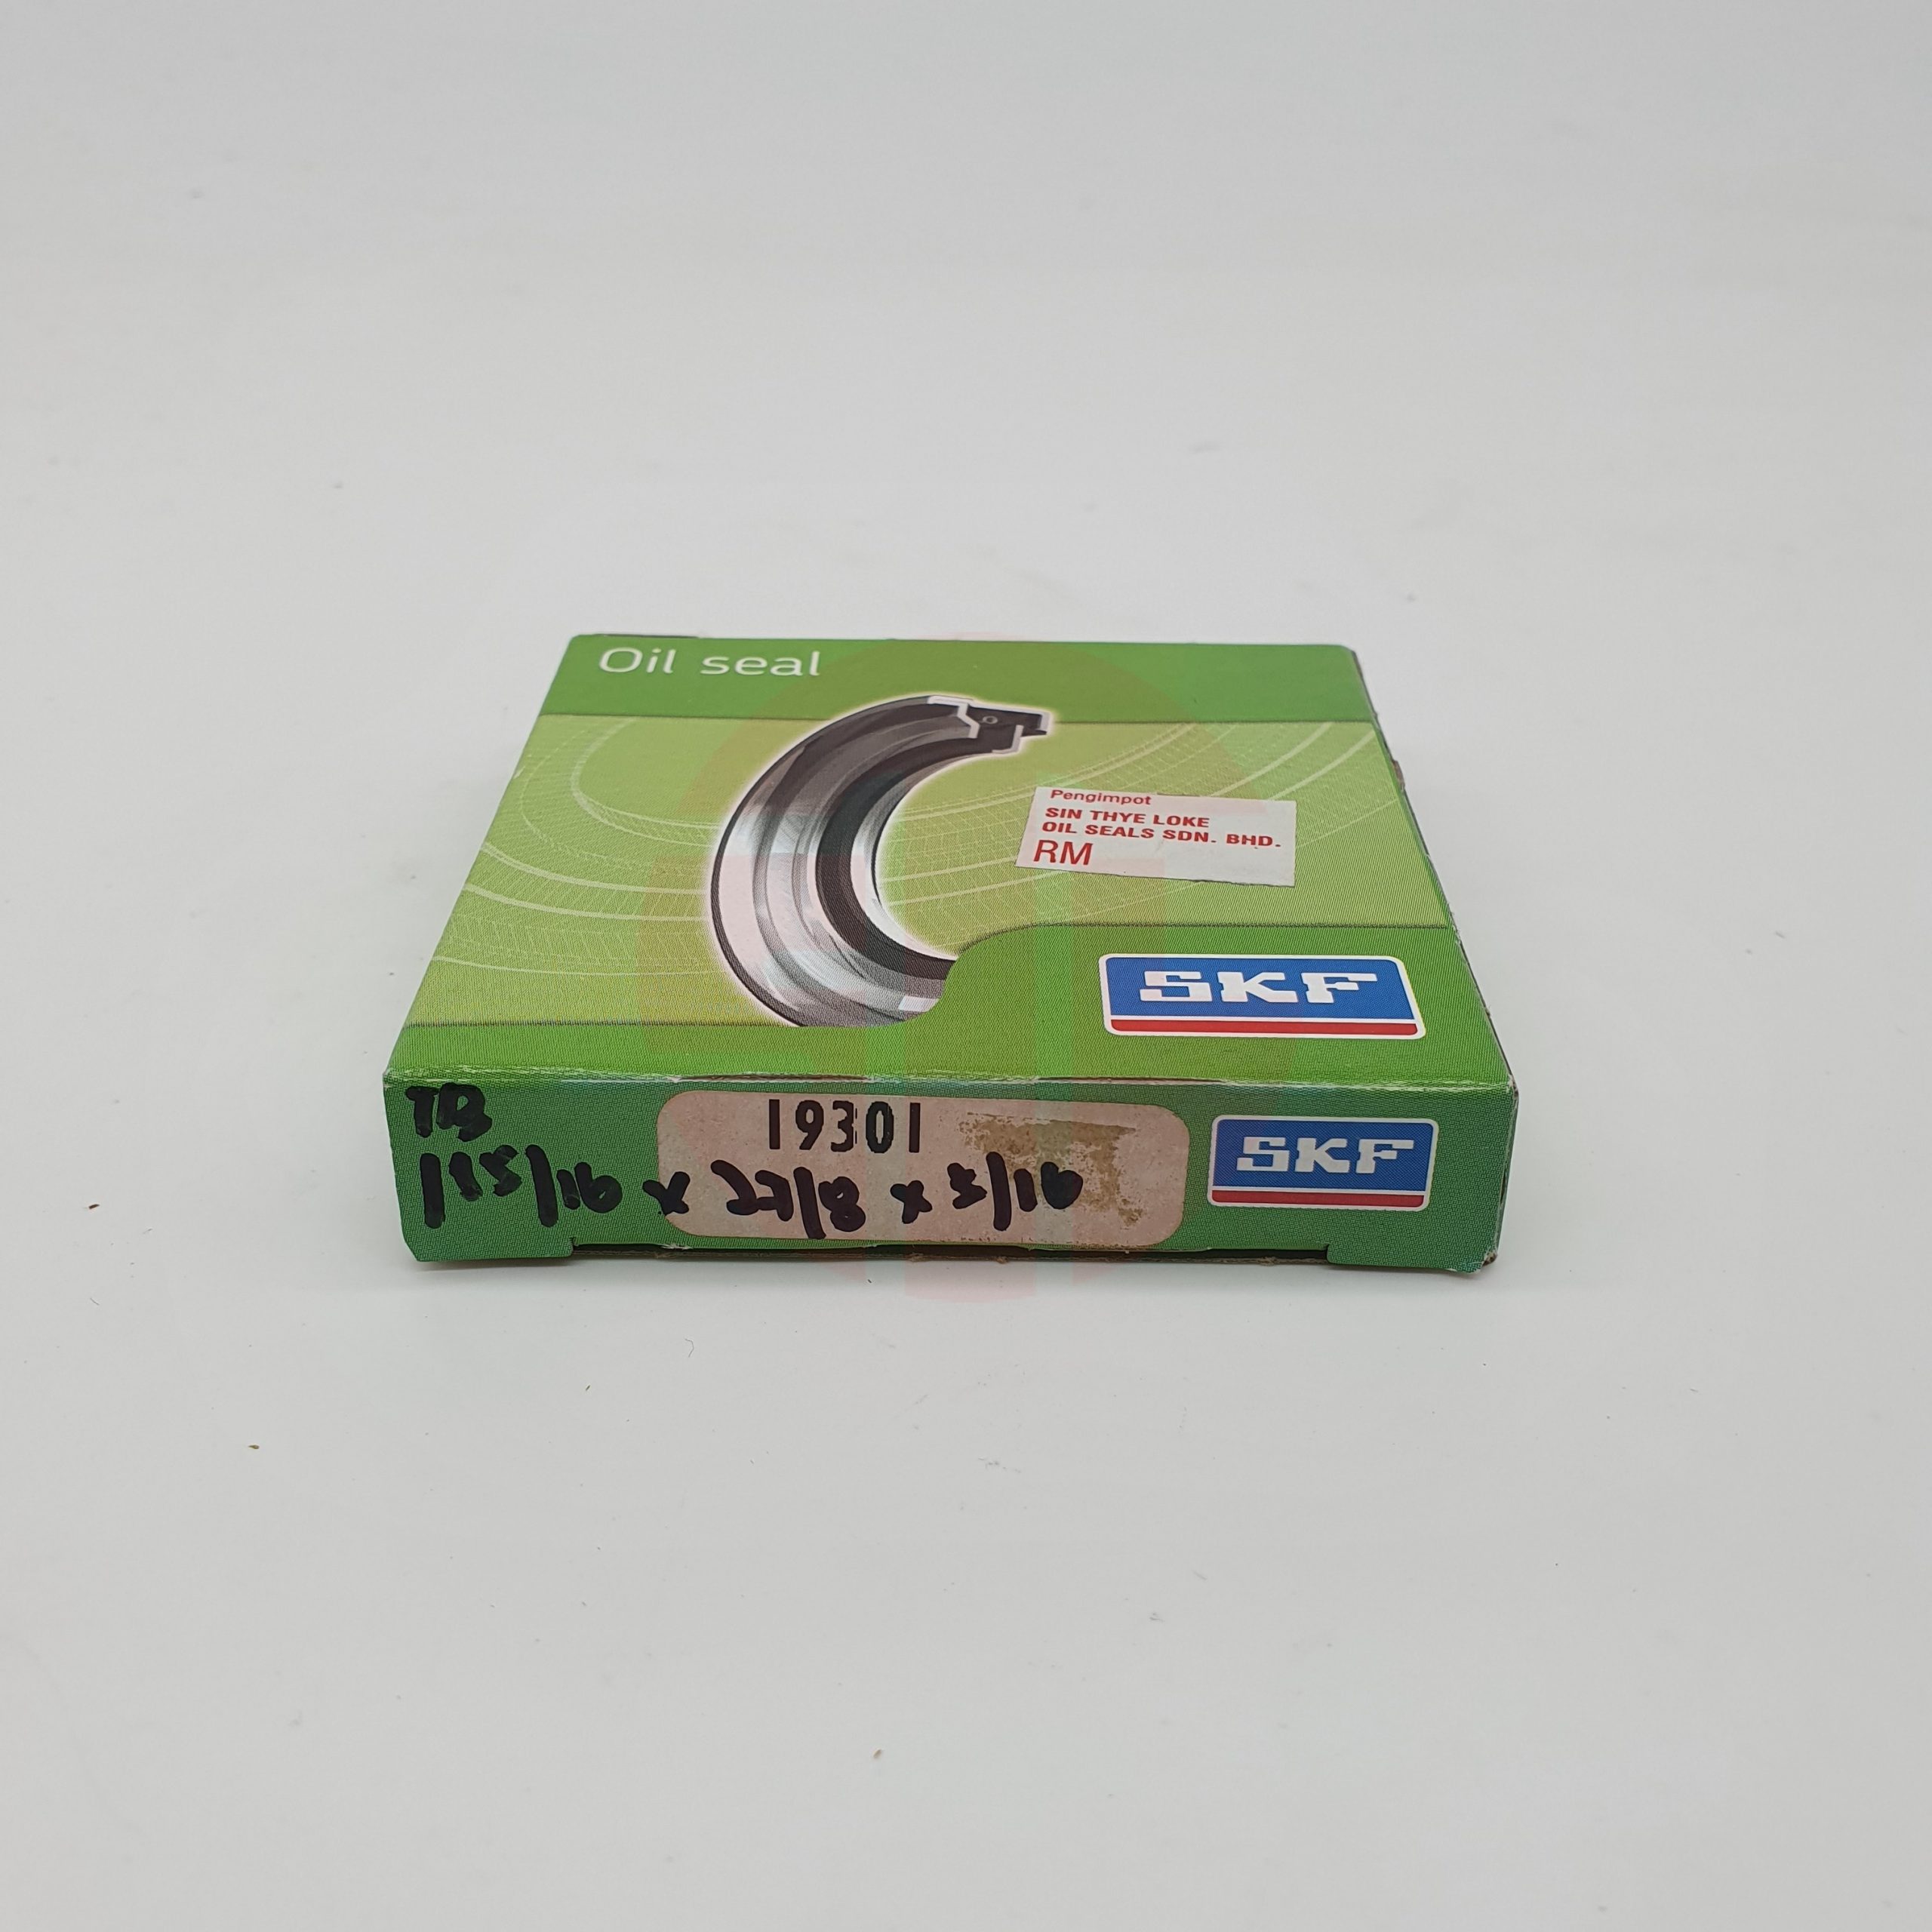 Oil seal
Pengimpot
SIN THYE LOKE
OIL SEALS SDN. BHD.
RM
SKF
TB
19301
SKF
1 15/16 x 2 7/8 x 5/16